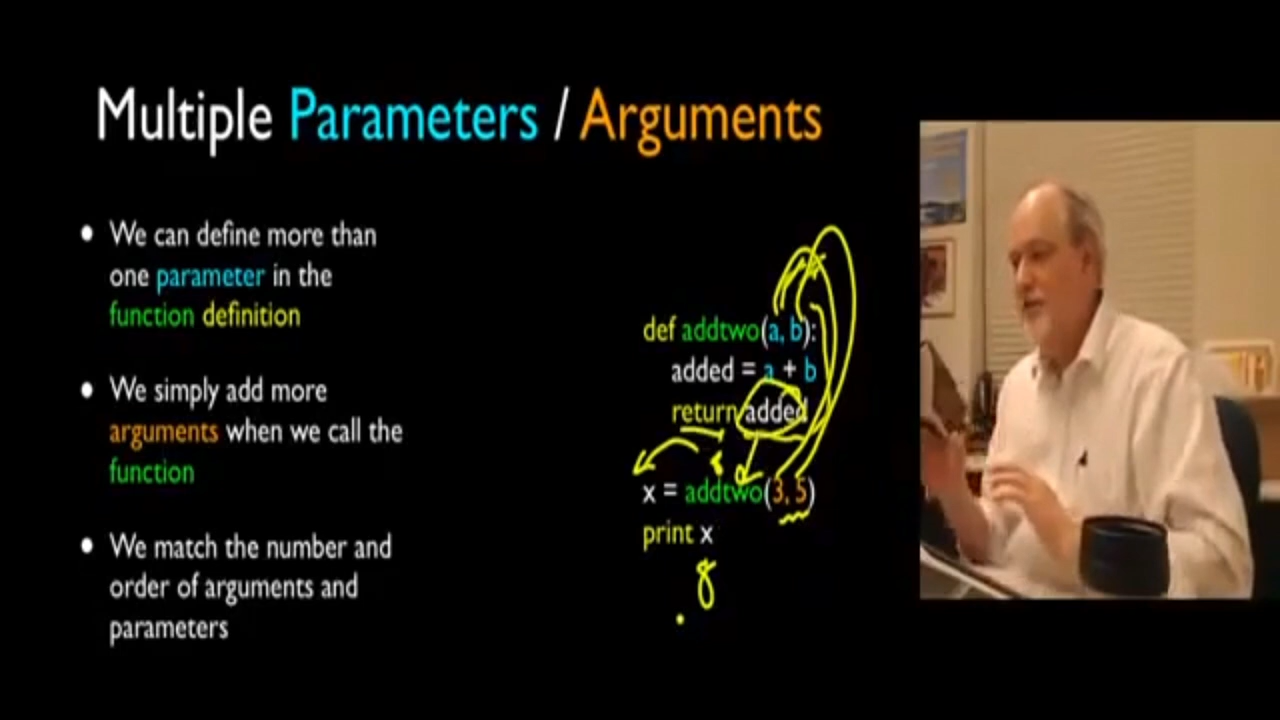 Multiple Parameters / Arguments
• We can define more than
one parameter in the
function definition
• We simply add more
arguments when we call the
function
• We match the number and
order of arguments and
parameters
def addtwo(a, b):
added = a + b
return added
x = addtwo(3, 5)
print x
8